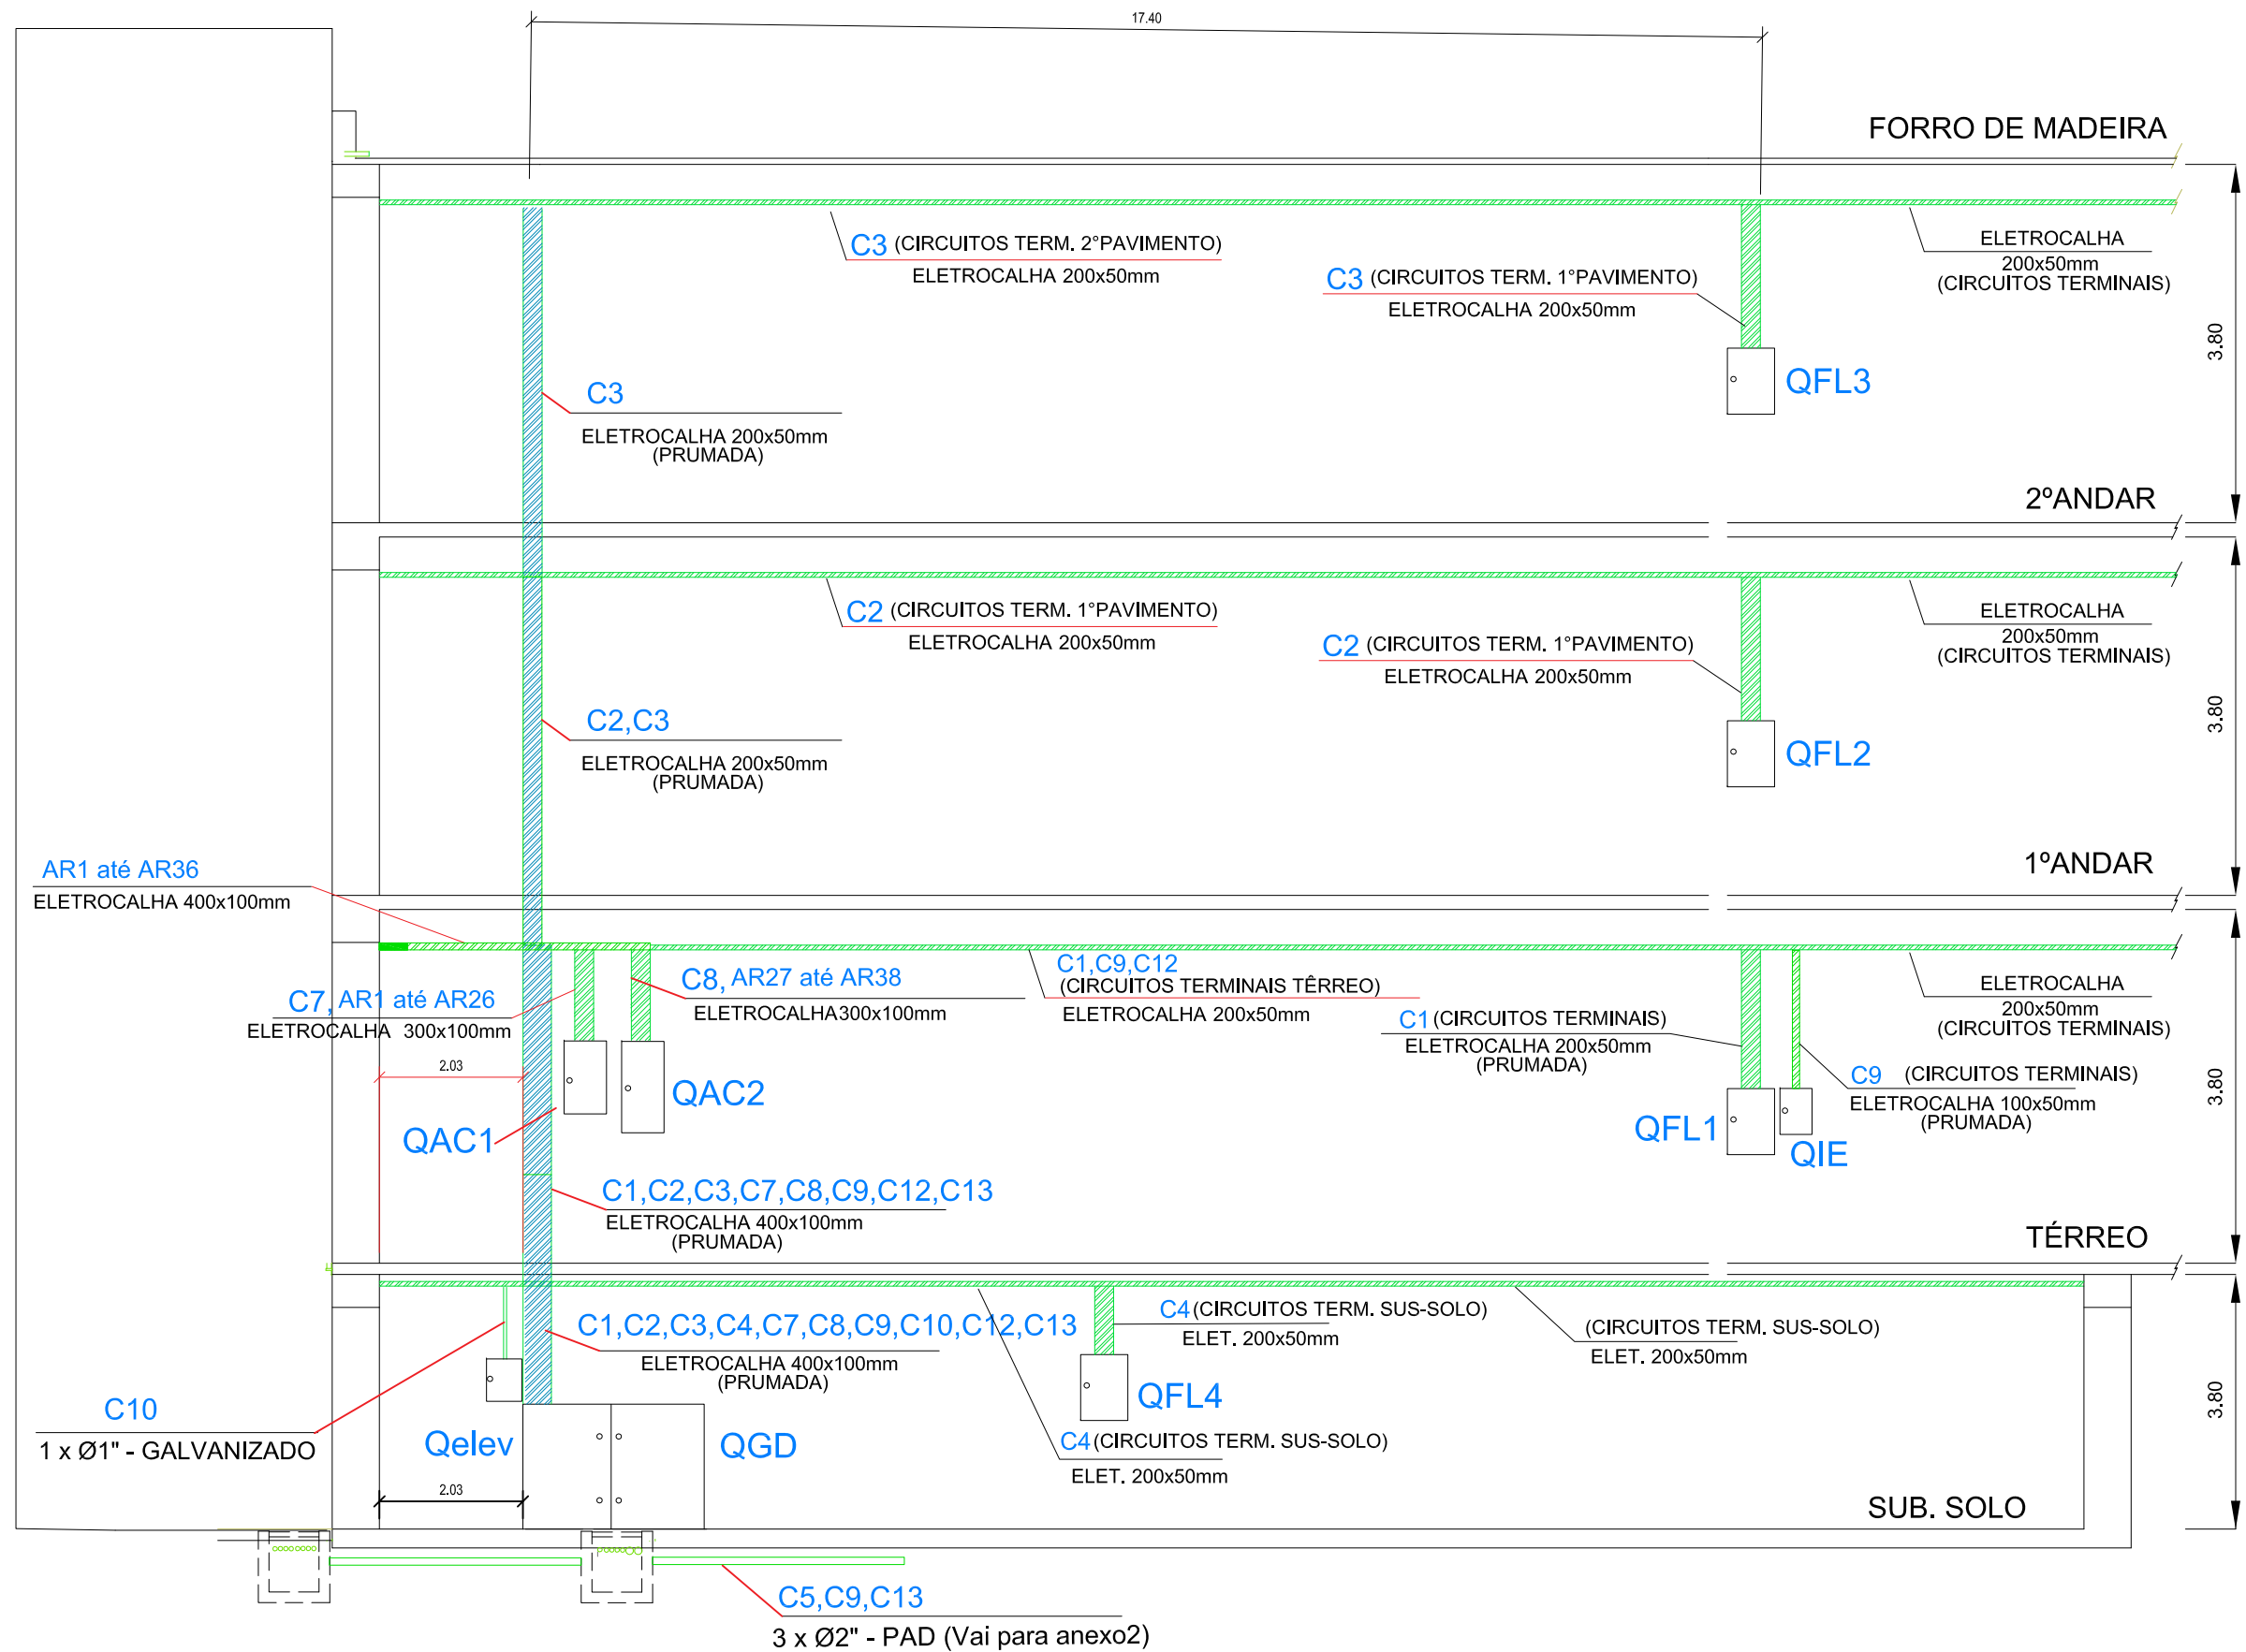 17.40
FORRO DE MADEIRA
C3 (CIRCUITOS TERM. 2°PAVIMENTO)
ELETROCALHA 200x50mm
C3 (CIRCUITOS TERM. 1°PAVIMENTO)
ELETROCALHA 200x50mm
ELETROCALHA
200x50mm
(CIRCUITOS TERMINAIS)
3.80
QFL3
C3
ELETROCALHA 200x50mm
(PRUMADA)
2ºANDAR
C2 (CIRCUITOS TERM. 1°PAVIMENTO)
ELETROCALHA 200x50mm
C2 (CIRCUITOS TERM. 1°PAVIMENTO)
ELETROCALHA 200x50mm
ELETROCALHA
200x50mm
(CIRCUITOS TERMINAIS)
3.80
C2,C3
ELETROCALHA 200x50mm
(PRUMADA)
QFL2
AR1 até AR36
ELETROCALHA 400x100mm
1ºANDAR
C7, AR1 até AR26
ELETROCALHA 300x100mm
C8, AR27 até AR38
ELETROCALHA300x100mm
C1,C9,C12
(CIRCUITOS TERMINAIS TÊRREO)
ELETROCALHA 200x50mm
C1 (CIRCUITOS TERMINAIS)
ELETROCALHA 200x50mm
(PRUMADA)
ELETROCALHA
200x50mm
(CIRCUITOS TERMINAIS)
C9 (CIRCUITOS TERMINAIS)
ELETROCALHA 100x50mm
(PRUMADA)
3.80
2.03
QAC1
QAC2
QFL1
QIE
C1,C2,C3,C7,C8,C9,C12,C13
ELETROCALHA 400x100mm
(PRUMADA)
TÉRREO
C1,C2,C3,C4,C7,C8,C9,C10,C12,C13
ELETROCALHA 400x100mm
(PRUMADA)
C4 (CIRCUITOS TERM. SUS-SOLO)
ELET. 200x50mm
(CIRCUITOS TERM. SUS-SOLO)
ELET. 200x50mm
3.80
C10
1 x Ø1" - GALVANIZADO
Qelev
QGD
QFL4
C4 (CIRCUITOS TERM. SUS-SOLO)
ELET. 200x50mm
2.03
SUB. SOLO
C5,C9,C13
3 x Ø2" - PAD (Vai para anexo2)